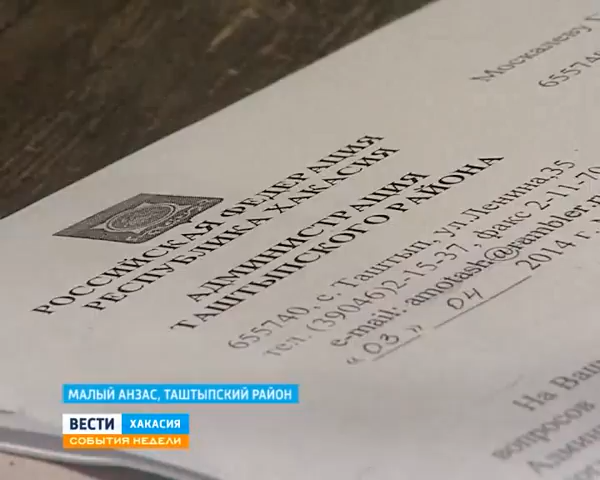 Москалеву
655740
РОССИЙСКАЯ ФЕДЕРАЦИЯ
РЕСПУБЛИКА ХАКАСИЯ
АДМИНИСТРАЦИЯ
ТАШТЫПСКОГО РАЙОНА
655740, с. Таштып, ул.Ленина,35
тел. (39046)2-15-37, факс 2-11-70
e-mail: amotash@rambler.r
« 03 » 04 2014 г.
На Ваш
вопросов
МАЛЫЙ АНЗАС, ТАШТЫПСКИЙ РАЙОН
ВЕСТИ ХАКАСИЯ
СОБЫТИЯ НЕДЕЛИ